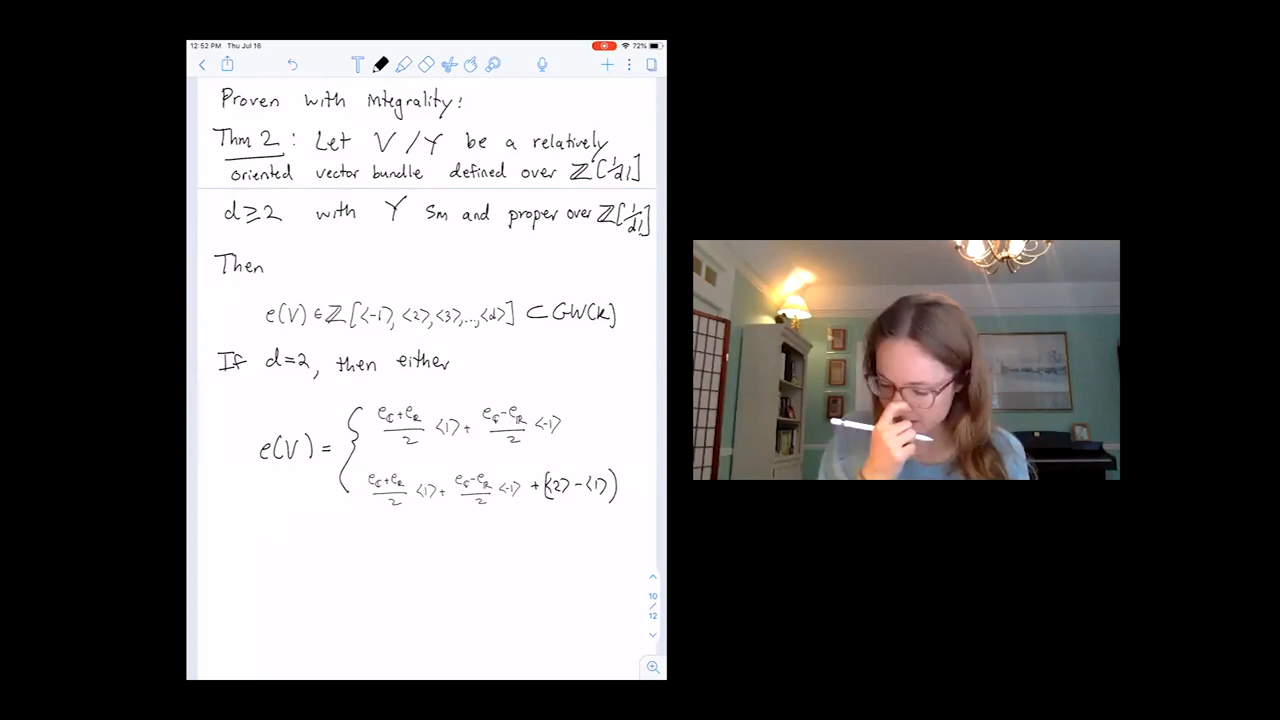 12:52 PM Thu Jul 16
72%
T
Proven with integrality:
Thm 2: Let V/Y be a relatively
oriented vector bundle defined over ℤ[1/d!]
d≥2 with Y sm and proper over ℤ[1/d!]
Then
e(V) ∈ ℤ[<-1>, <2>, <3>, ..., <d>] ⊂ GW(k)
If d=2, then either
e(V) = { (e_ℂ+e_ℝ)/2 <1> + (e_ℂ-e_ℝ)/2 <-1>
(e_ℂ+e_ℝ)/2 <1> + (e_ℂ-e_ℝ)/2 <-1> + (<2> - <1>)
10
/
12